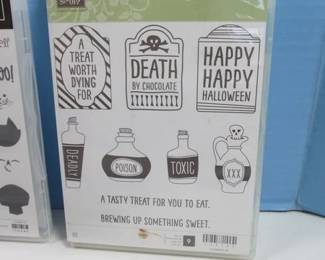 A TREAT
WORTH
DYING
FOR
DEATH
BY CHOCOLATE
HAPPY
HAPPY
HALLOWEEN
DEADLY
POISON
TOXIC
XXX
A TASTY TREAT FOR YOU TO EAT.
BREWING UP SOMETHING SWEET.
9